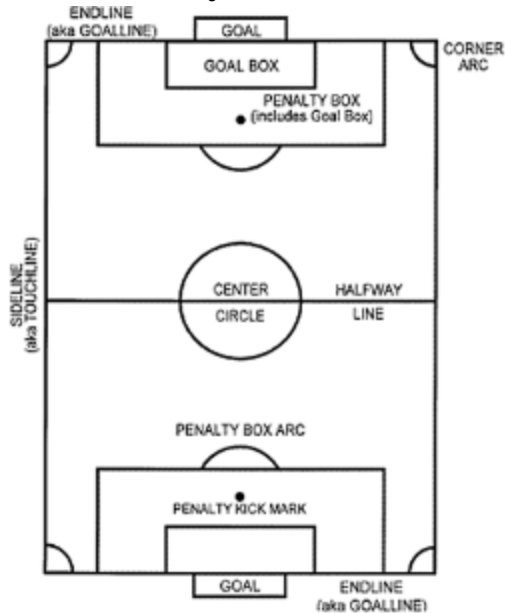 ENDLINE
(aka GOALLINE)
GOAL
CORNER
ARC
GOAL BOX
PENALTY BOX
(includes Goal Box)
SIDELINE
(aka TOUCHLINE)
CENTER
CIRCLE
HALFWAY
LINE
PENALTY BOX ARC
PENALTY KICK MARK
GOAL
ENDLINE
(aka GOALLINE)